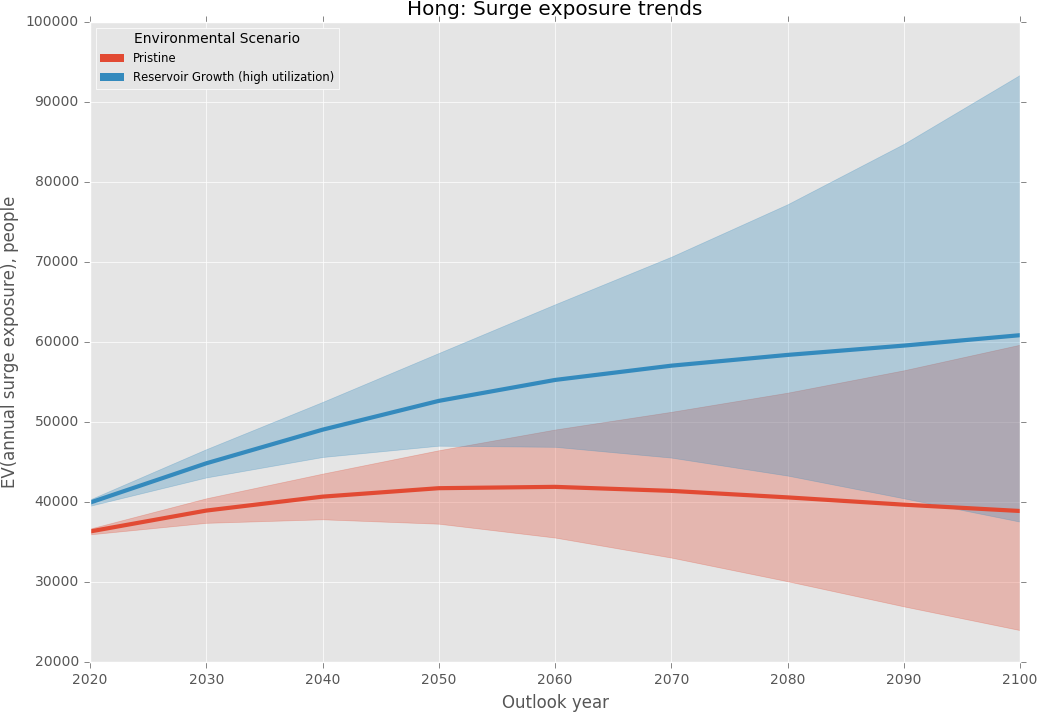 Hong: Surge exposure trends
Environmental Scenario
Pristine
Reservoir Growth (high utilization)
EV(annual surge exposure), people
100000
90000
80000
70000
60000
50000
40000
30000
20000
2020 2030 2040 2050 2060 2070 2080 2090 2100
Outlook year